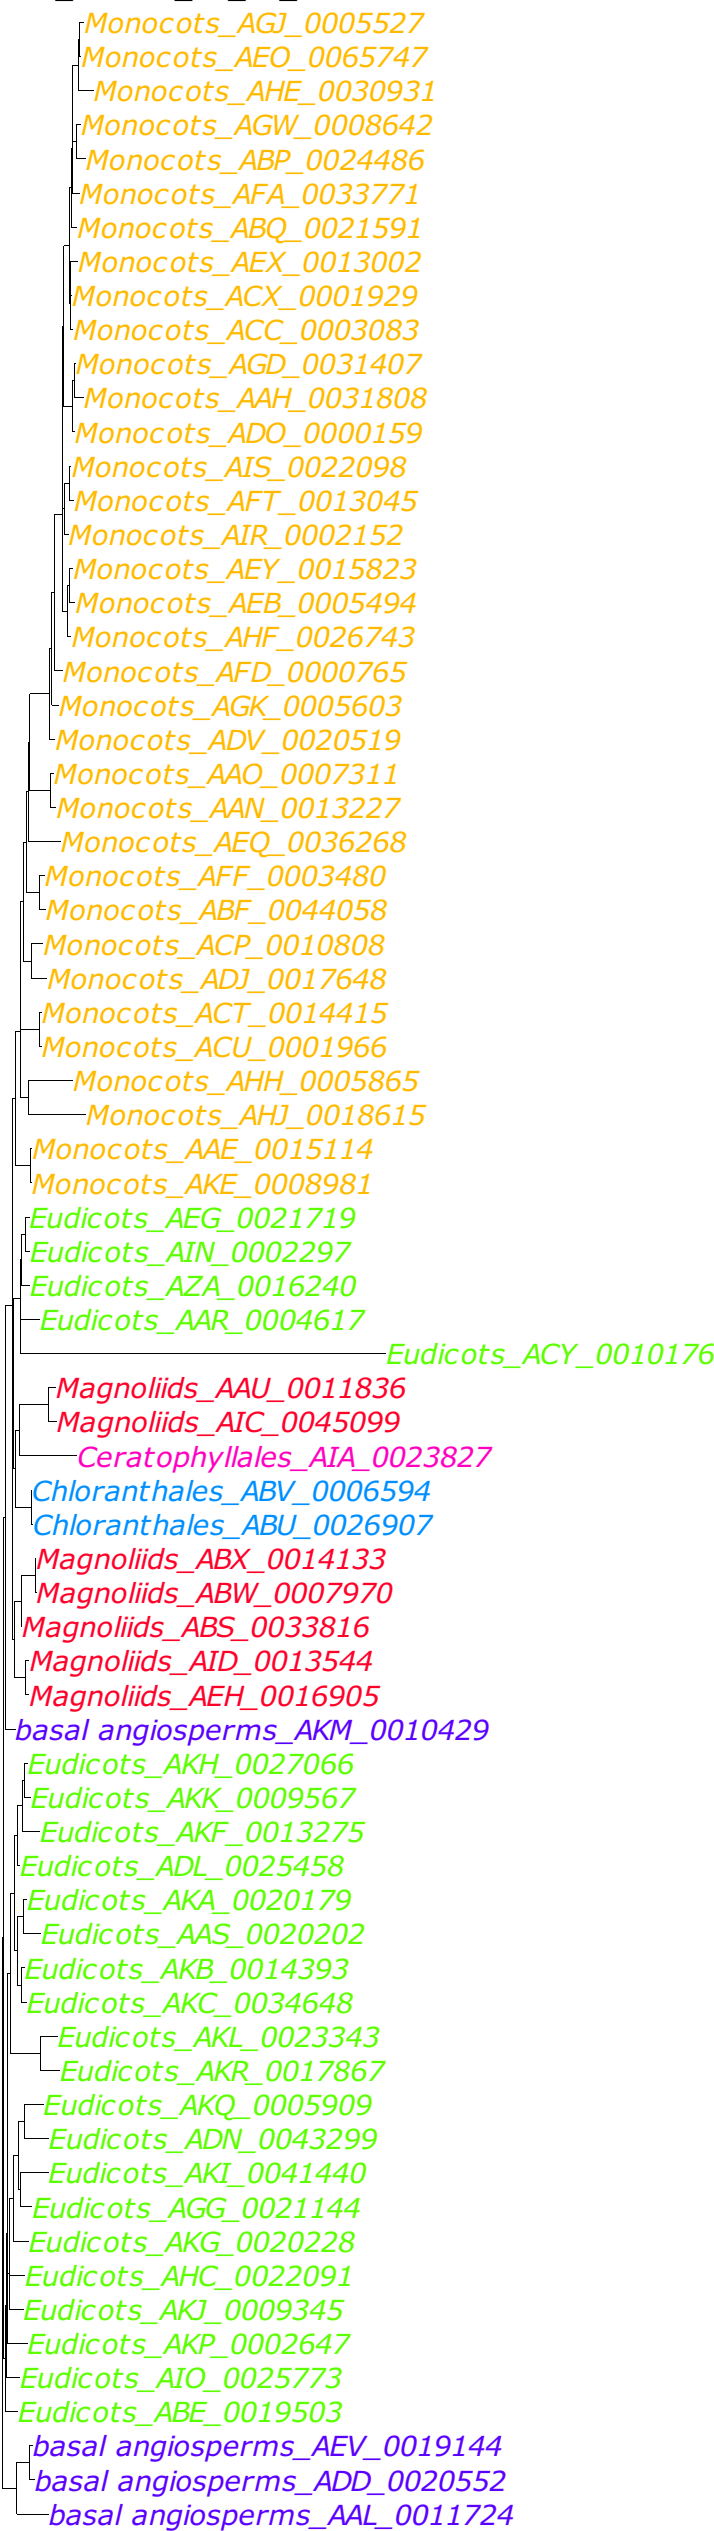 Monocots_AGJ_0005527
Monocots_AEO_0065747
Monocots_AHE_0030931
Monocots_AGW_0008642
Monocots_ABP_0024486
Monocots_AFA_0033771
Monocots_ABQ_0021591
Monocots_AEX_0013002
Monocots_ACX_0001929
Monocots_ACC_0003083
Monocots_AGD_0031407
Monocots_AAH_0031808
Monocots_ADO_0000159
Monocots_AIS_0022098
Monocots_AFT_0013045
Monocots_AIR_0002152
Monocots_AEY_0015823
Monocots_AEB_0005494
Monocots_AHF_0026743
Monocots_AFD_0000765
Monocots_AGK_0005603
Monocots_ADV_0020519
Monocots_AAO_0007311
Monocots_AAN_0013227
Monocots_AEQ_0036268
Monocots_AFF_0003480
Monocots_ABF_0044058
Monocots_ACP_0010808
Monocots_ADJ_0017648
Monocots_ACT_0014415
Monocots_ACU_0001966
Monocots_AHH_0005865
Monocots_AHJ_0018615
Monocots_AAE_0015114
Monocots_AKE_0008981
Eudicots_AEG_0021719
Eudicots_AIN_0002297
Eudicots_AZA_0016240
Eudicots_AAR_0004617
Eudicots_ACY_0010176
Magnoliids_AAU_0011836
Magnoliids_AIC_0045099
Ceratophyllales_AIA_0023827
Chloranthales_ABV_0006594
Chloranthales_ABU_0026907
Magnoliids_ABX_0014133
Magnoliids_ABW_0007970
Magnoliids_ABS_0033816
Magnoliids_AID_0013544
Magnoliids_AEH_0016905
basal angiosperms_AKM_0010429
Eudicots_AKH_0027066
Eudicots_AKK_0009567
Eudicots_AKF_0013275
Eudicots_ADL_0025458
Eudicots_AKA_0020179
Eudicots_AAS_0020202
Eudicots_AKB_0014393
Eudicots_AKC_0034648
Eudicots_AKL_0023343
Eudicots_AKR_0017867
Eudicots_AKQ_0005909
Eudicots_ADN_0043299
Eudicots_AKI_0041440
Eudicots_AGG_0021144
Eudicots_AKG_0020228
Eudicots_AHC_0022091
Eudicots_AKJ_0009345
Eudicots_AKP_0002647
Eudicots_AIO_0025773
Eudicots_ABE_0019503
basal angiosperms_AEV_0019144
basal angiosperms_ADD_0020552
basal angiosperms_AAL_0011724